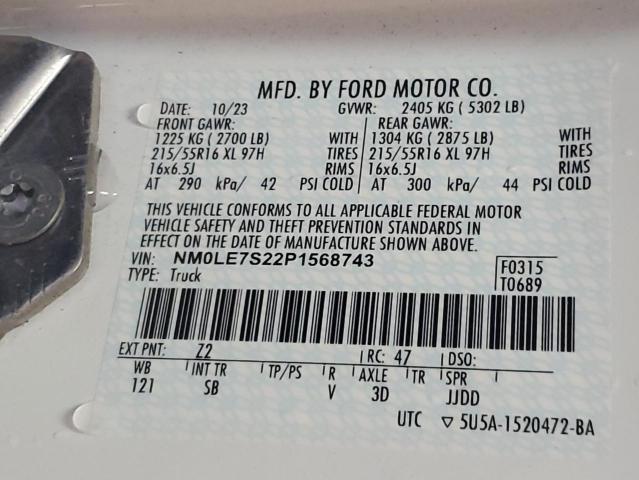 MFD. BY FORD MOTOR CO.
DATE: 10/23 GVWR: 2405 KG ( 5302 LB)
FRONT GAWR: REAR GAWR:
1225 KG ( 2700 LB) WITH 1304 KG ( 2875 LB) WITH
215/55R16 XL 97H TIRES 215/55R16 XL 97H TIRES
16x6.5J RIMS 16x6.5J RIMS
AT 290 kPa/ 42 PSI COLD AT 300 kPa/ 44 PSI COLD
THIS VEHICLE CONFORMS TO ALL APPLICABLE FEDERAL MOTOR
VEHICLE SAFETY AND THEFT PREVENTION STANDARDS IN
EFFECT ON THE DATE OF MANUFACTURE SHOWN ABOVE.
VIN: NM0LE7S22P1568743 F0315
TYPE: Truck T0689
EXT PNT: Z2 RC: 47 DSO:
WB INT TR TP/PS R AXLE TR SPR
121 SB V 3D JJDD
UTC ▽ 5U5A-1520472-BA